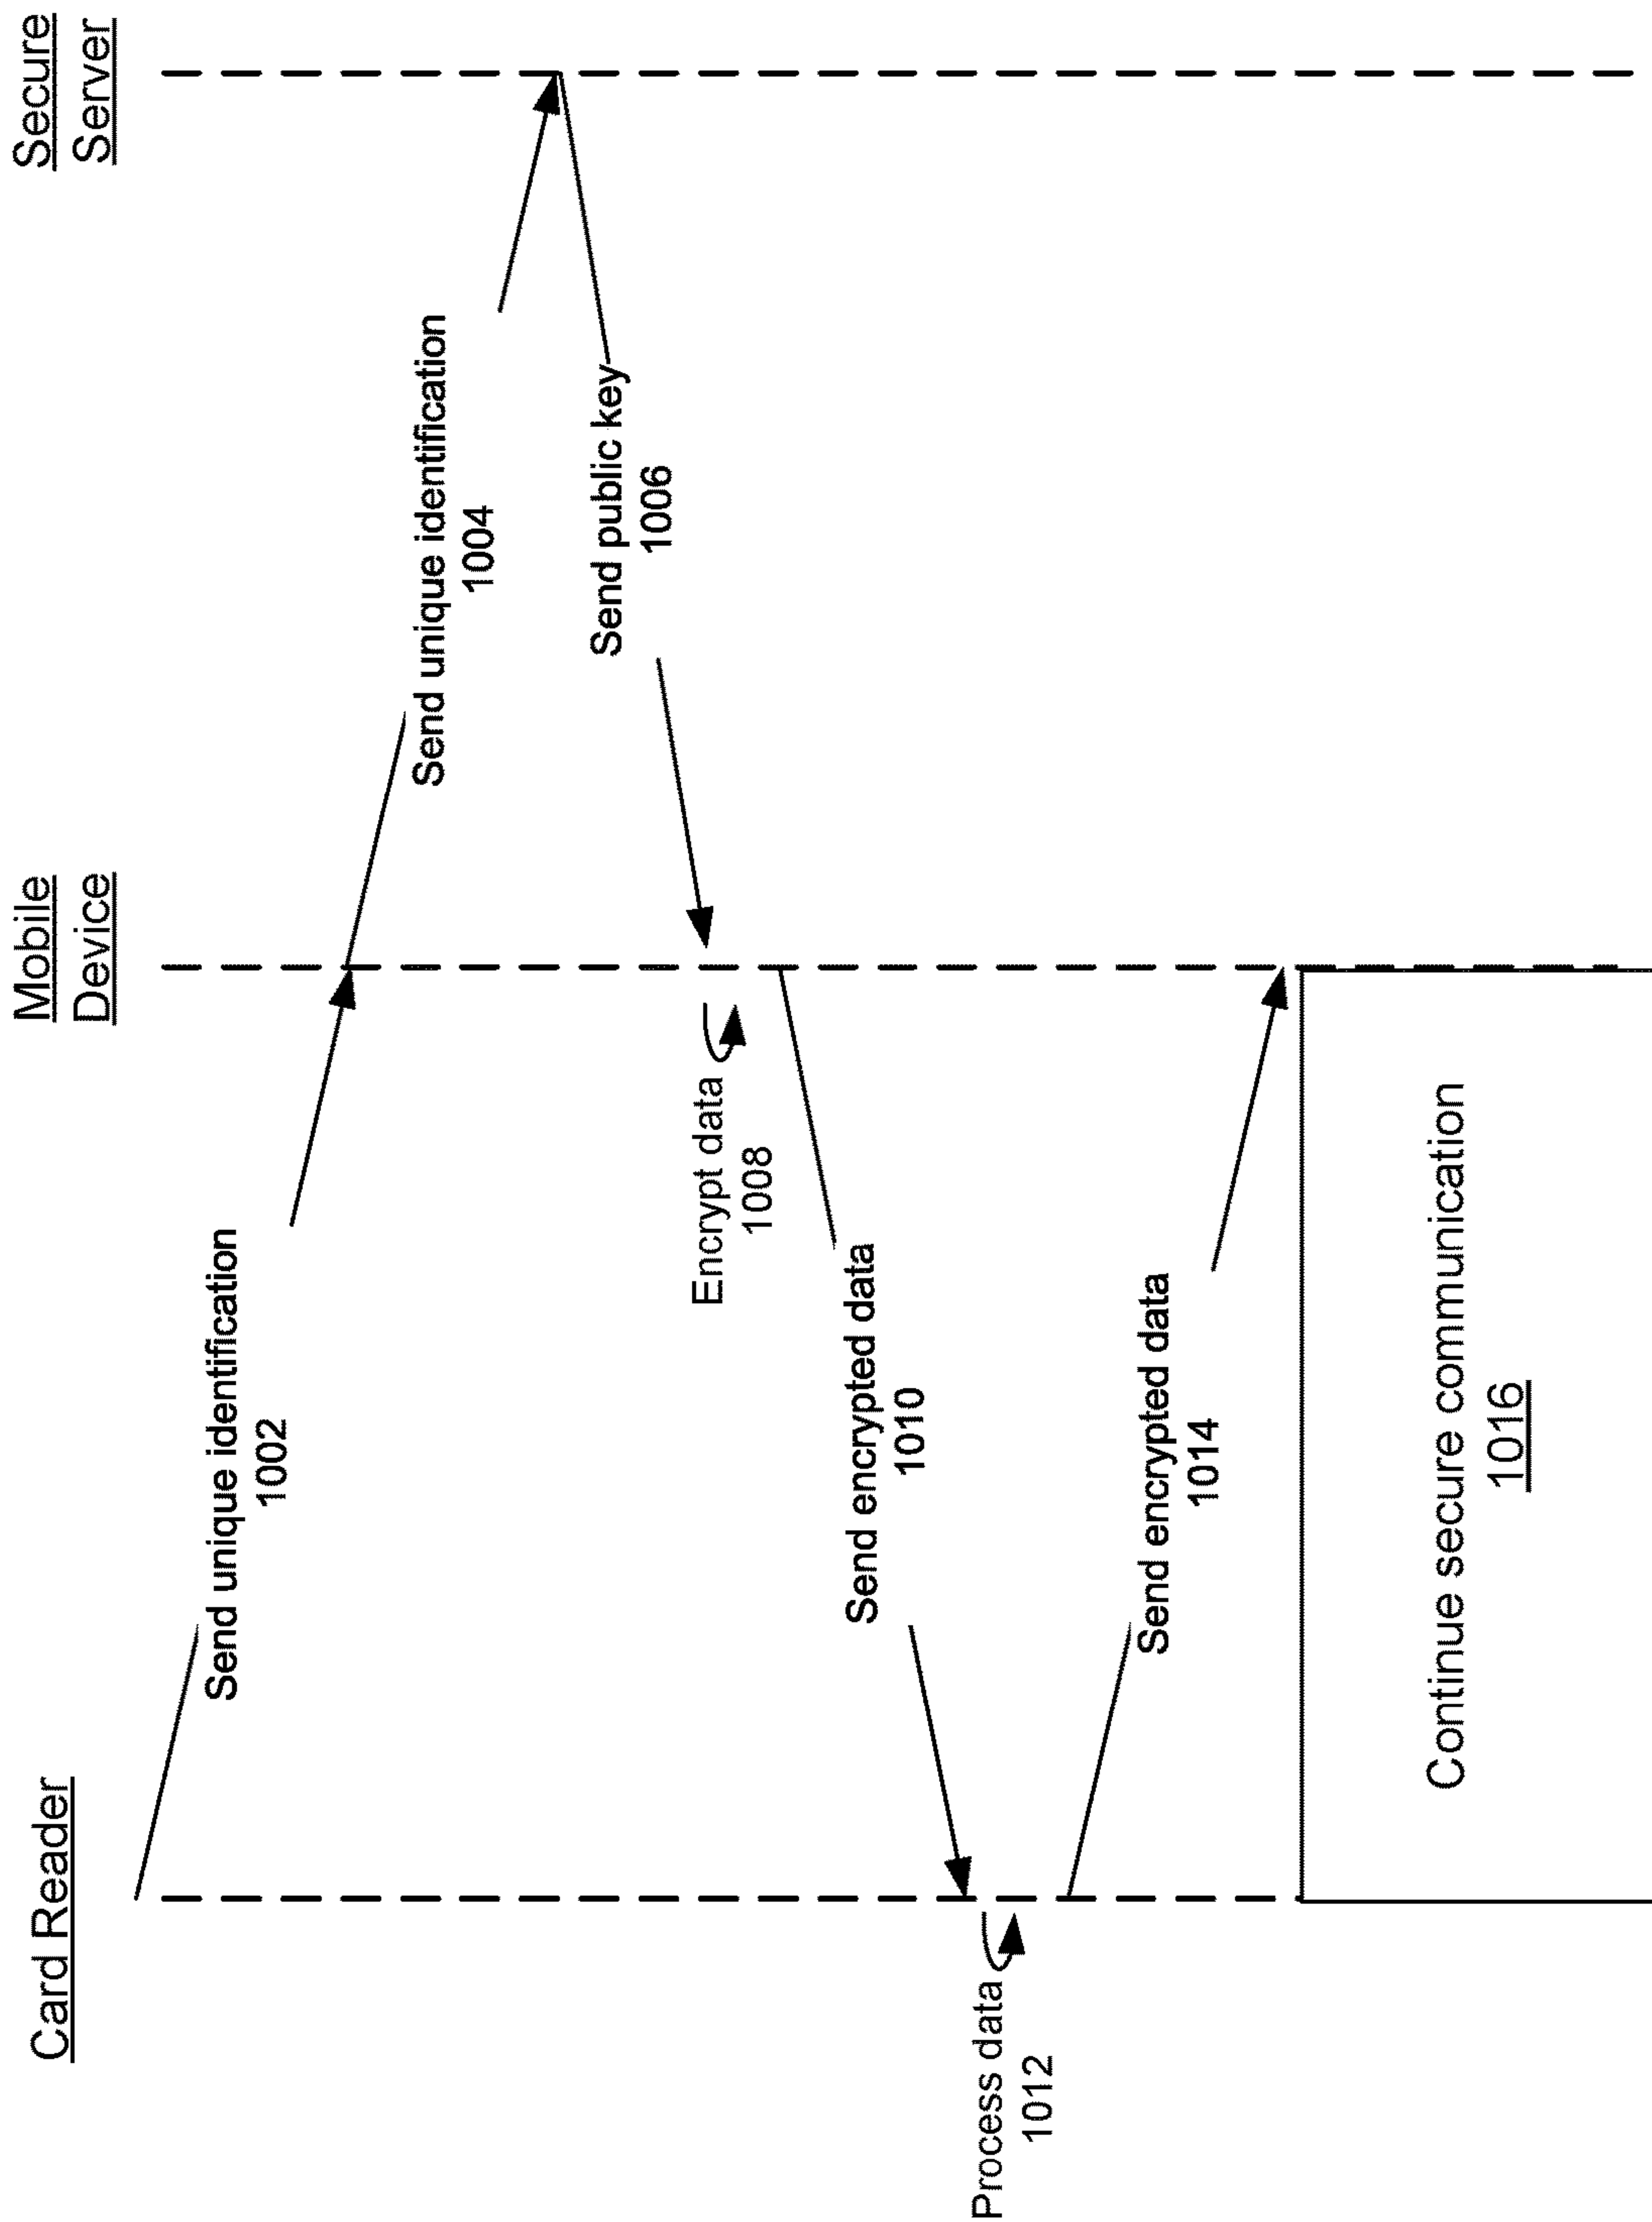 Card Reader
Mobile
Device
Secure
Server
Send unique identification
1002
Send unique identification
1004
Send public key
1006
Encrypt data
1008
Send encrypted data
1010
Process data
1012
Send encrypted data
1014
Continue secure communication
1016